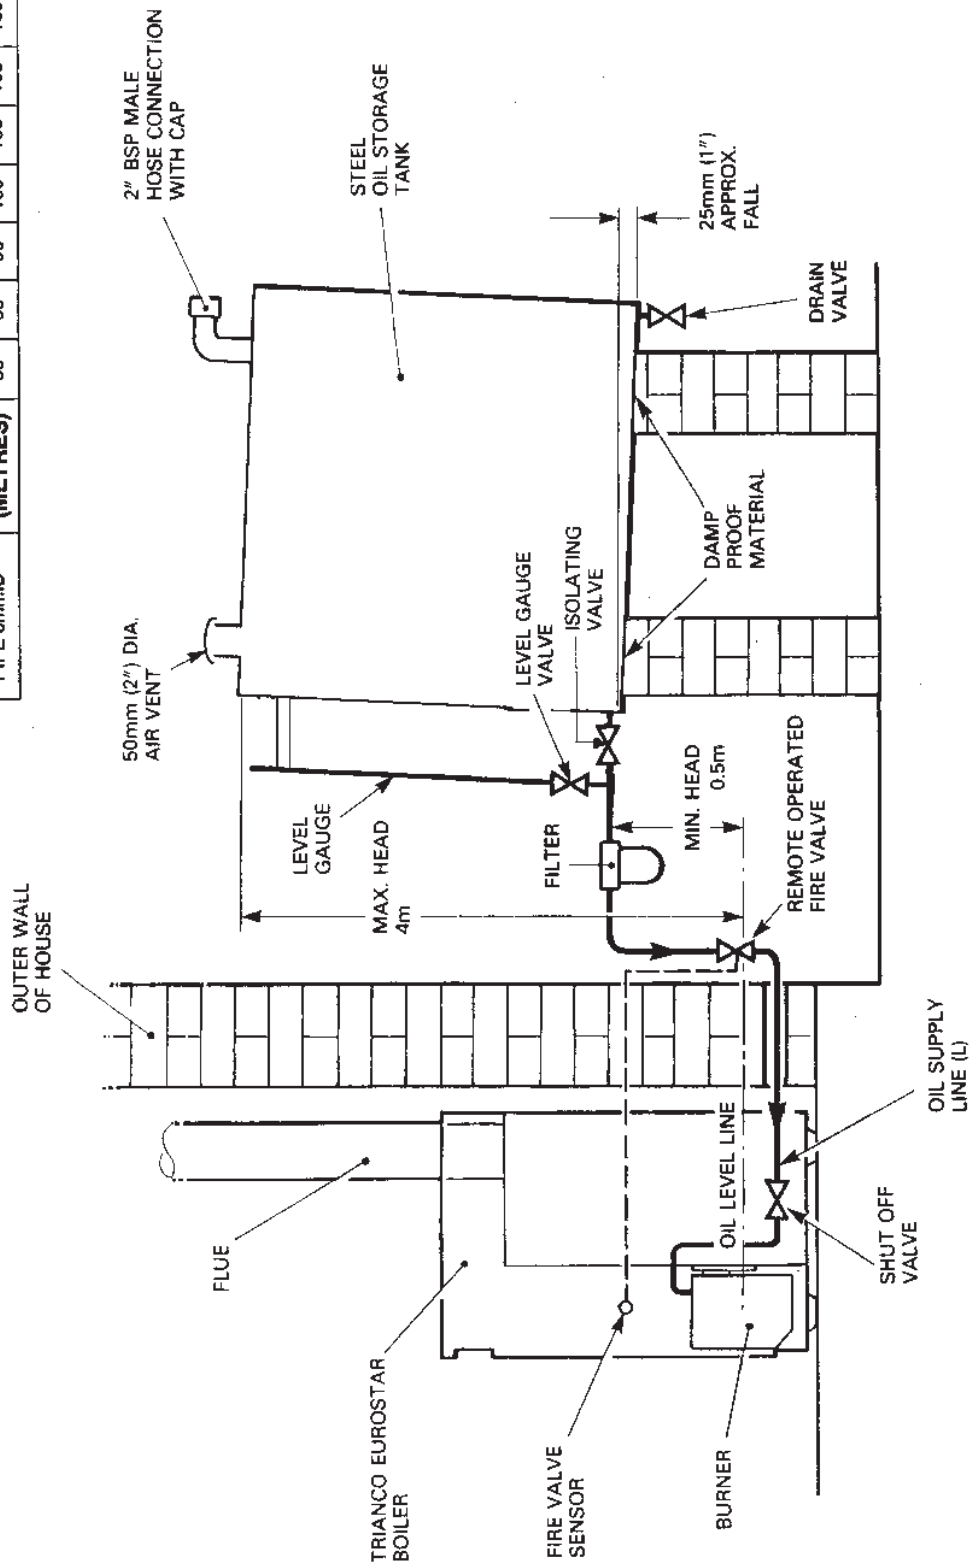 (METRES)
OUTER WALL
OF HOUSE
50mm (2") DIA.
AIR VENT
2" BSP MALE
HOSE CONNECTION
WITH CAP
STEEL
OIL STORAGE
TANK
25mm (1")
APPROX.
FALL
DRAIN
VALVE
DAMP
PROOF
MATERIAL
LEVEL GAUGE
VALVE
ISOLATING
VALVE
LEVEL
GAUGE
FILTER
MAX. HEAD
4m
MIN. HEAD
0.5m
REMOTE OPERATED
FIRE VALVE
FLUE
TRIANCO EUROSTAR
BOILER
OIL LEVEL LINE
FIRE VALVE
SENSOR
BURNER
SHUT OFF
VALVE
OIL SUPPLY
LINE (L)